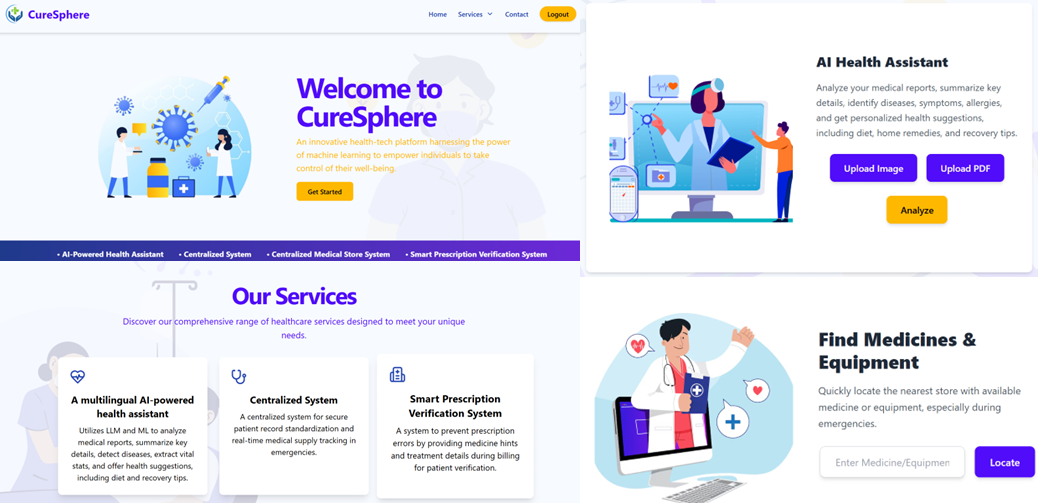 CureSphere
Home Services Contact Logout
Welcome to
CureSphere
An innovative health-tech platform harnessing the power
of machine learning to empower individuals to take
control of their well-being
Get Started
• AI-Powered Health Assistant • Centralized System • Centralized Medical Store System • Smart Prescription Verification System
Our Services
Discover our comprehensive range of healthcare services designed to meet your unique
needs.
A multilingual AI-powered
health assistant
Utilizes LLM and ML to analyze
medical reports, summarize key
details, detect diseases, extract vital
stats, and offer health suggestions,
including diet and recovery tips.
Centralized System
A centralized system for secure
patient record standardization and
real-time medical supply tracking in
emergencies.
Smart Prescription
Verification System
A system to prevent prescription
errors by providing medicine hints
and treatment details during billing
for patient verification.
AI Health Assistant
Analyze your medical reports, summarize key
details, identify diseases, symptoms, allergies,
and get personalized health suggestions,
including diet, home remedies, and recovery tips.
Upload Image Upload PDF
Analyze
Find Medicines &
Equipment
Quickly locate the nearest store with available
medicine or equipment, especially during
emergencies.
Enter Medicine/Equipmen Locate